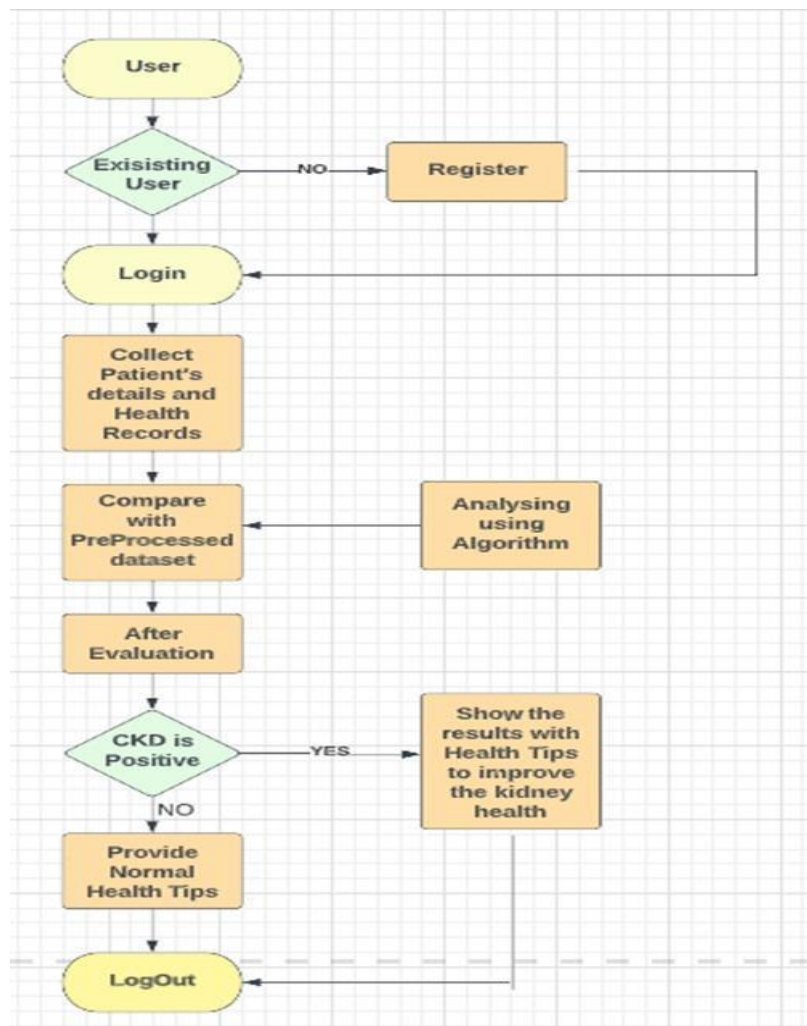 User
Exisisting
User
NO
Register
Login
Collect
Patient's
details and
Health
Records
Compare
with
PreProcessed
dataset
Analysing
using
Algorithm
After
Evaluation
CKD is
Positive
YES
Show the
results with
Health Tips
to improve
the kidney
health
NO
Provide
Normal
Health Tips
LogOut